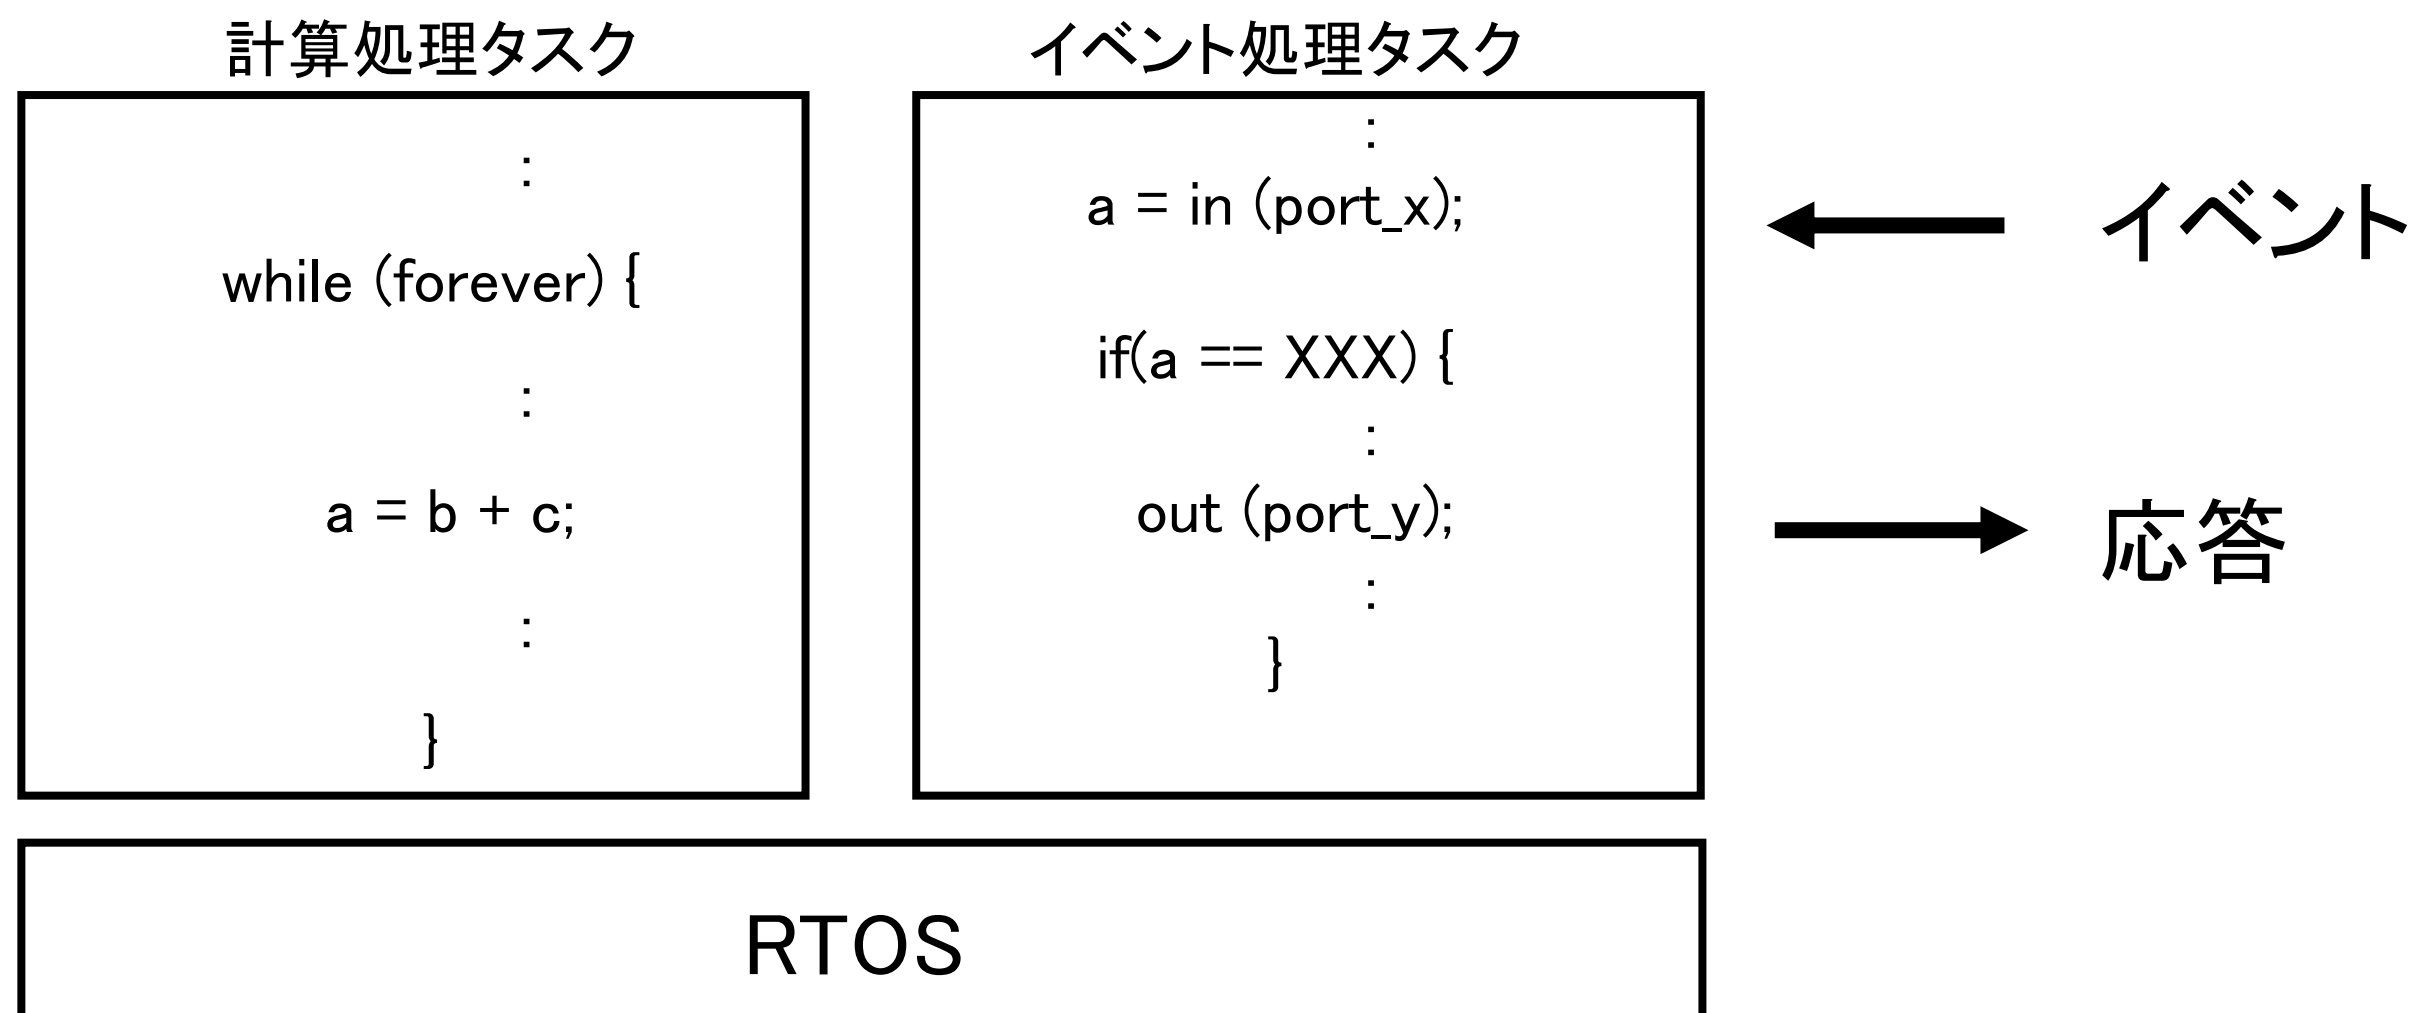 計算処理タスク
:
while (forever) {
:
a = b + c;
:
}
イベント処理タスク
:
a = in (port_x);
if(a == XXX) {
:
out (port_y);
:
}
イベント
応答
RTOS